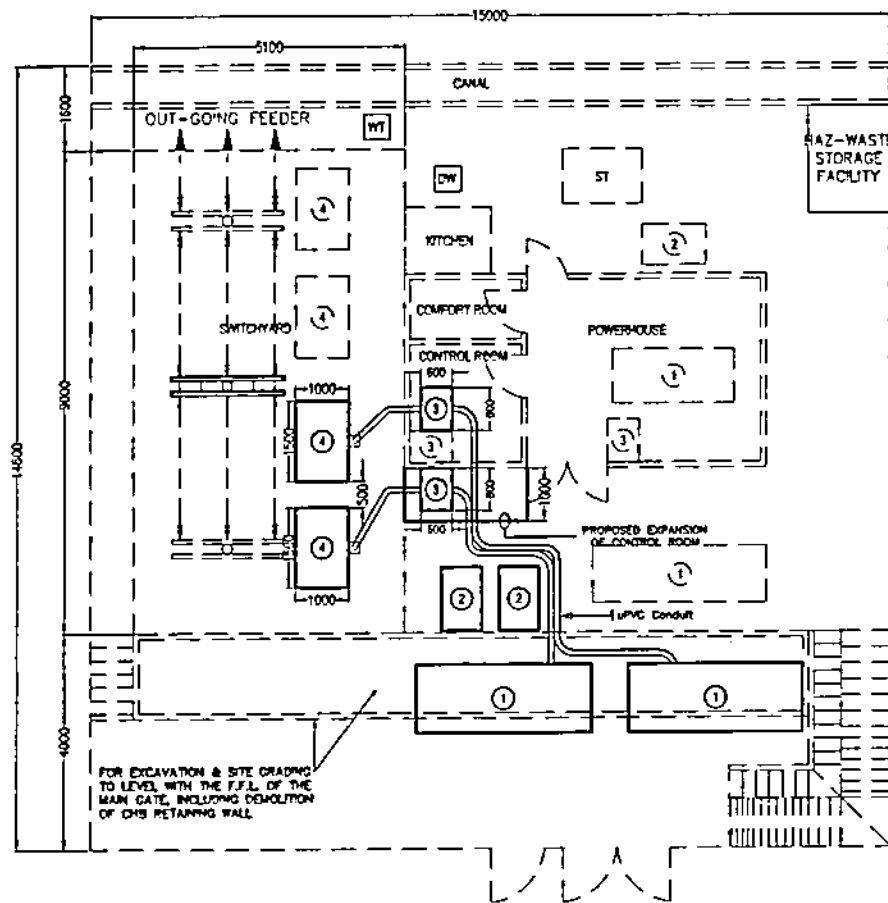 15000
5100
CANAL
1600
OUT-GOING FEEDER
WT
HAZ-WASTE
STORAGE
FACILITY
DW
ST
4
2
KITCHEN
COMFORT ROOM
SWITCHYARD
4
POWERHOUSE
CONTROL ROOM
1
600
1000
9000
14600
3
800
4
1500
3
3
500
3
800
1000
600
PROPOSED EXPANSION
OF CONTROL ROOM
4
1
1000
2
2
uPVC Conduit
1
1
4000
FOR EXCAVATION & SITE GRADING
TO LEVEL WITH THE F.F.L. OF THE
MAIN GATE, INCLUDING DEMOLITION
OF CHB RETAINING WALL